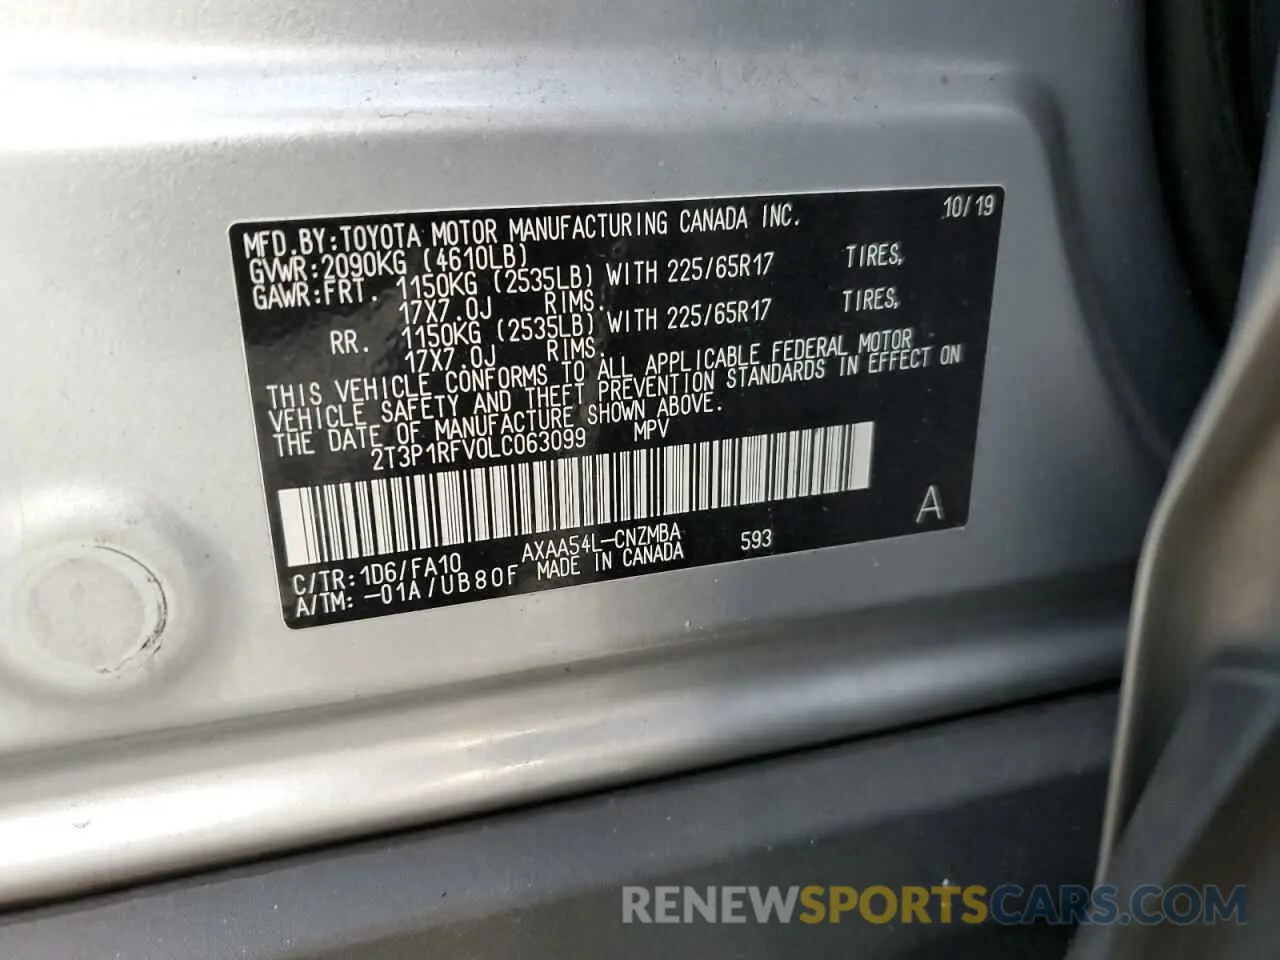 MFD.BY:TOYOTA MOTOR MANUFACTURING CANADA INC. 10/19
GVWR:2090KG (4610LB)
GAWR:FRT. 1150KG (2535LB) WITH 225/65R17 TIRES,
17X7.0J RIMS.
RR. 1150KG (2535LB) WITH 225/65R17 TIRES,
17X7.0J RIMS.
THIS VEHICLE CONFORMS TO ALL APPLICABLE FEDERAL MOTOR
VEHICLE SAFETY AND THEFT PREVENTION STANDARDS IN EFFECT ON
THE DATE OF MANUFACTURE SHOWN ABOVE.
2T3P1RFV0LC063099 MPV
A
C/TR:1D6/FA10 AXAA54L-CNZMBA 593
A/TM:-01A/UB80F MADE IN CANADA
RENEWSPORTSCARS.COM